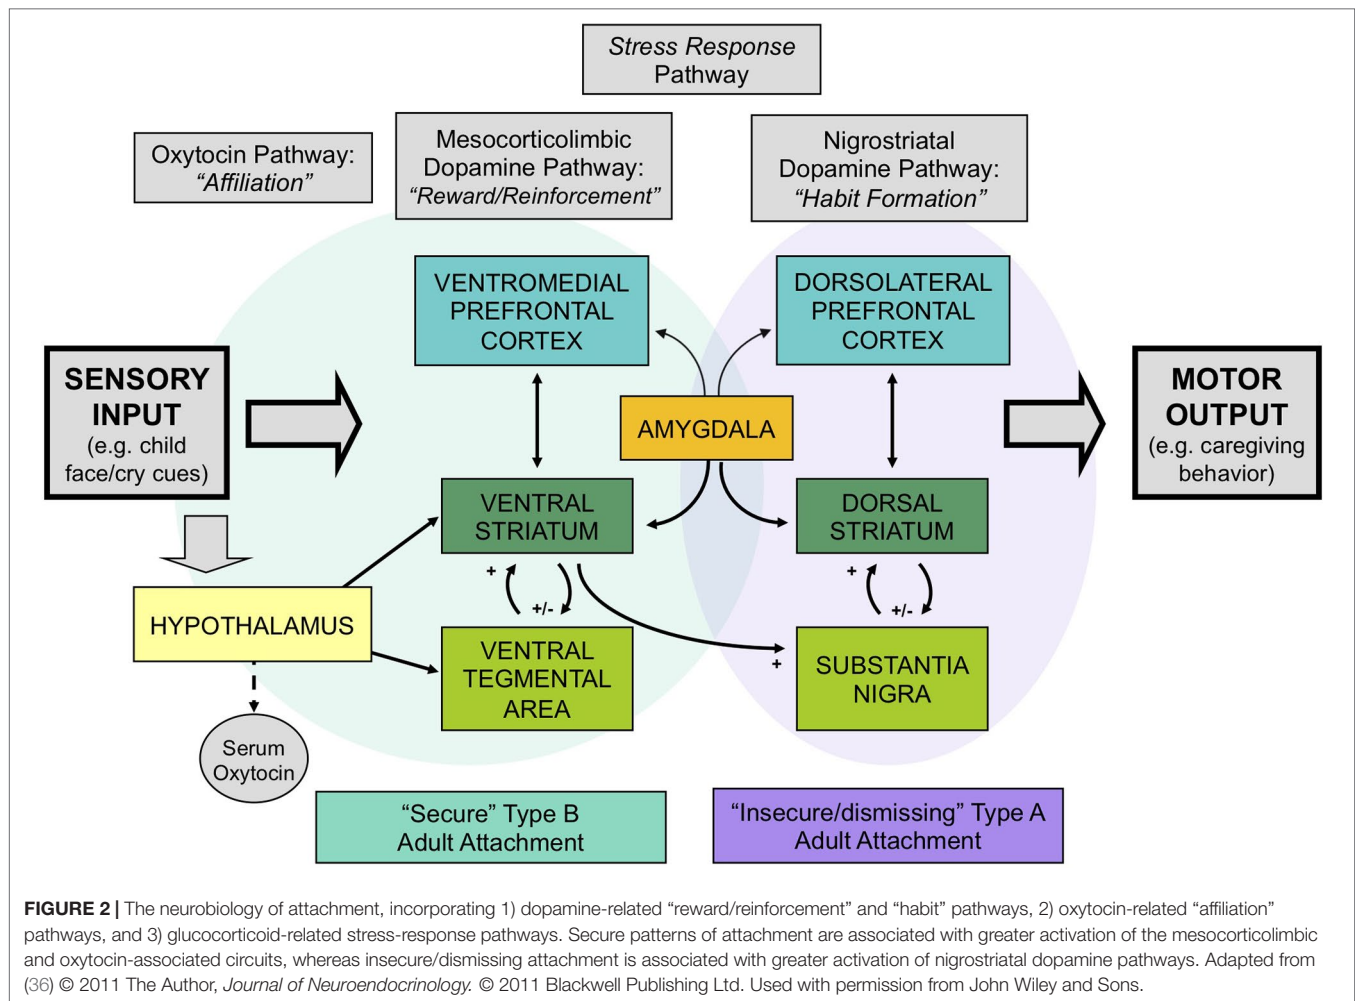 Stress Response
Pathway
Oxytocin Pathway:
“Affiliation”
Mesocorticolimbic
Dopamine Pathway:
“Reward/Reinforcement”
Nigrostriatal
Dopamine Pathway:
“Habit Formation”
VENTROMEDIAL
PREFRONTAL
CORTEX
DORSOLATERAL
PREFRONTAL
CORTEX
SENSORY
INPUT
(e.g. child
face/cry cues)
AMYGDALA
MOTOR
OUTPUT
(e.g. caregiving
behavior)
VENTRAL
STRIATUM
DORSAL
STRIATUM
+
+/-
+
+/-
HYPOTHALAMUS
VENTRAL
TEGMENTAL
AREA
+
SUBSTANTIA
NIGRA
Serum
Oxytocin
“Secure” Type B
Adult Attachment
“Insecure/dismissing” Type A
Adult Attachment
FIGURE 2 | The neurobiology of attachment, incorporating 1) dopamine-related “reward/reinforcement” and “habit” pathways, 2) oxytocin-related “affiliation”
pathways, and 3) glucocorticoid-related stress-response pathways. Secure patterns of attachment are associated with greater activation of the mesocorticolimbic
and oxytocin-associated circuits, whereas insecure/dismissing attachment is associated with greater activation of nigrostriatal dopamine pathways. Adapted from
(36) © 2011 The Author, Journal of Neuroendocrinology. © 2011 Blackwell Publishing Ltd. Used with permission from John Wiley and Sons.